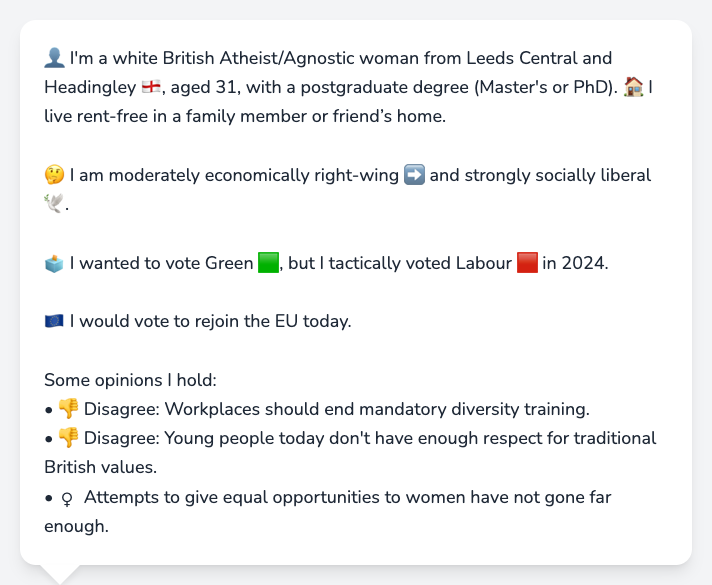 👤 I'm a white British Atheist/Agnostic woman from Leeds Central and
Headingley 🏴󠁧󠁢󠁥󠁮󠁧󠁿, aged 31, with a postgraduate degree (Master's or PhD). 🏠 I
live rent-free in a family member or friend’s home.
🤔 I am moderately economically right-wing ➡️ and strongly socially liberal
🕊️.
🗳️ I wanted to vote Green 🟩, but I tactically voted Labour 🟥 in 2024.
🇪🇺 I would vote to rejoin the EU today.
Some opinions I hold:
• 👎 Disagree: Workplaces should end mandatory diversity training.
• 👎 Disagree: Young people today don't have enough respect for traditional
British values.
• ♀ Attempts to give equal opportunities to women have not gone far
enough.